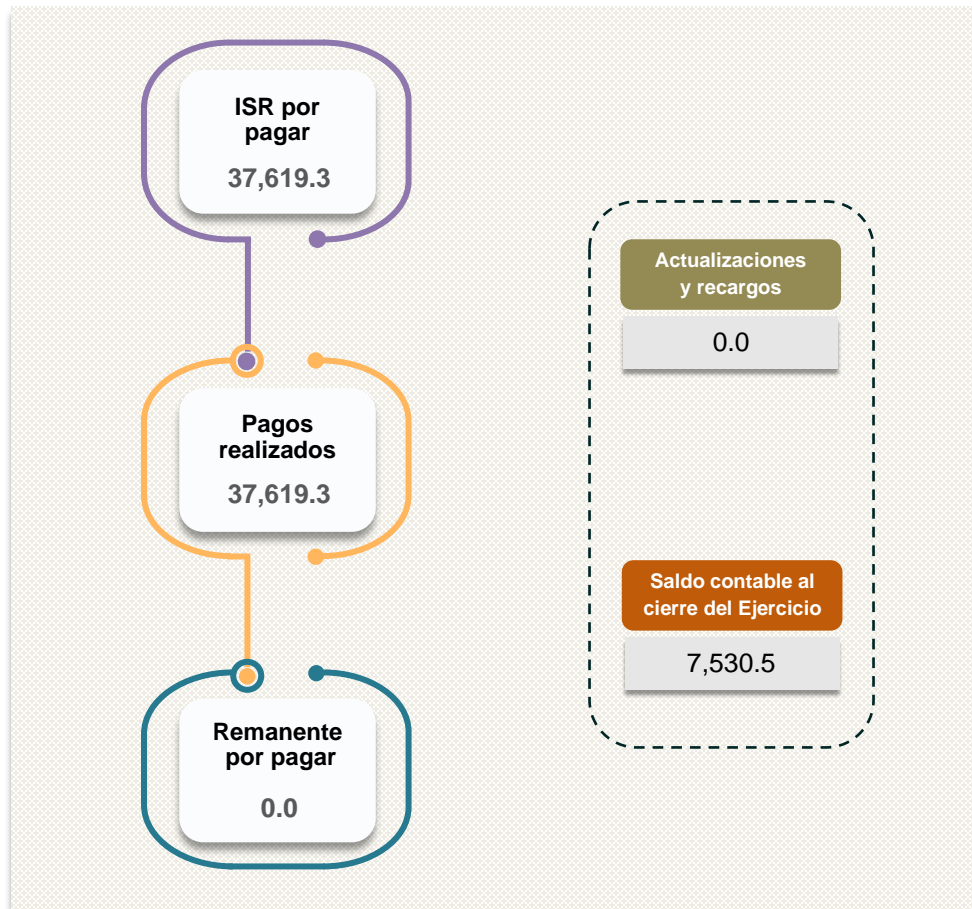 ISR por
pagar
37,619.3
Pagos
realizados
37,619.3
Remanente
por pagar
0.0
Actualizaciones
y recargos
0.0
Saldo contable al
cierre del Ejercicio
7,530.5